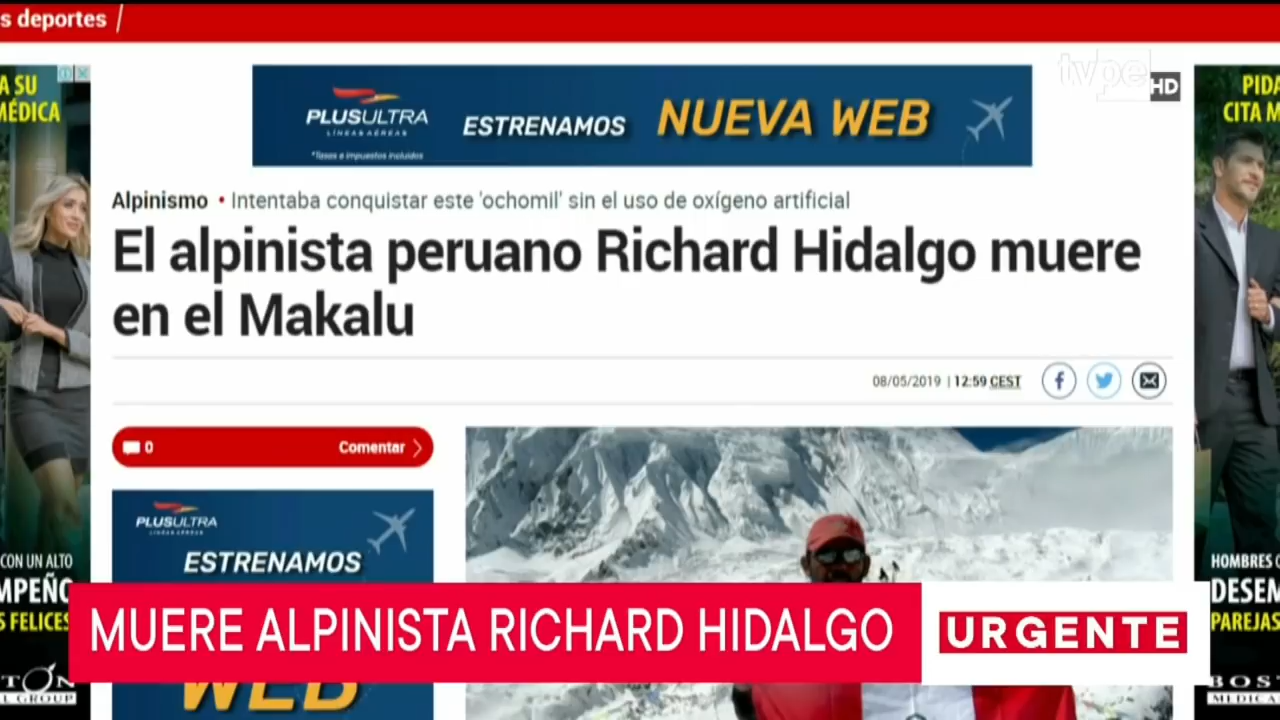 s deportes
tvpe HD
A SU
MÉDICA
PLUSULTRA
LÍNEAS AÉREAS
*Tasas e impuestos incluidos
ESTRENAMOS NUEVA WEB
PIDA
CITA M
Alpinismo • Intentaba conquistar este 'ochomil' sin el uso de oxígeno artificial
El alpinista peruano Richard Hidalgo muere
en el Makalu
08/05/2019 | 12:59 CEST
0 Comentar
PLUSULTRA
LÍNEAS AÉREAS
ESTRENAMOS
WEB
CON UN ALTO
MPEÑO
S FELICES
TON
L GROUP
HOMBRES C
DESEM
PAREJAS
BOS
MEDICA
MUERE ALPINISTA RICHARD HIDALGO
URGENTE